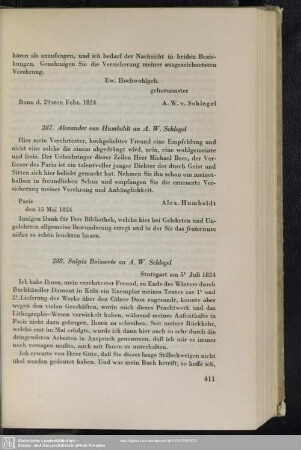 hören als anzufangen, und ich bedarf der Nachsicht in beiden Bezie-
hungen. Genehmigen Sie die Versicherung meiner ausgezeichnetsten
Verehrung.
Ew. Hochwohlgeb.
gehorsamster
Bonn d. 29sten Febr. 1824 A. W. v. Schlegel
287. Alexander von Humboldt an A. W. Schlegel
Hier mein Verehrtester, hochgeliebter Freund eine Empfehlung und
nicht eine solche die einem abgedrängt wird, nein, eine wohlgemeinte
und freie. Der Ueberbringer dieser Zeilen Herr Michael Beer, der Ver-
fasser des Paria ist ein talentvoller junger Dichter der durch Geist und
Sitten sich hier beliebt gemacht hat. Nehmen Sie ihn schon um meinet-
halben in freundlichen Schuz und empfangen Sie die erneuerte Ver-
sicherung meiner Verehrung und Anhänglichkeit.
Paris Alex. Humboldt
den 15 Mai 1824
Innigen Dank für Ihre Bibliothek, welche hier bei Gelehrten und Un-
gelehrten allgemeine Bewunderung erregt und in der Sie das fraternum
sidus so schön leuchten lassen.
288. Sulpiz Boisserée an A. W. Schlegel
Stuttgart am 5t Juli 1824
Ich habe Ihnen, mein verehrtester Freund, zu Ende des Winters durch
Buchhändler Dumont in Köln ein Exemplar meines Textes zur 1n und
2n Lieferung des Werks über den Cölner Dom zugesandt, konnte aber
wegen den vielen Geschäften, worin mich dieses Prachtwerk und das
Lithographie-Wesen verwickelt haben, während meines Aufenthalts in
Paris nicht dazu gelangen, Ihnen zu schreiben. Seit meiner Rückkehr,
welche erst im Mai erfolgte, wurde ich dann hier auch so sehr durch die
dringendsten Arbeiten in Anspruch genommen, daß ich mir es immer
noch versagen mußte, mich mit Ihnen zu unterhalten.
Ich erwarte von Ihrer Güte, daß Sie dieses lange Stillschweigen nicht
übel werden gedeutet haben. Und was mein Buch betrifft, so hoffe ich,
411